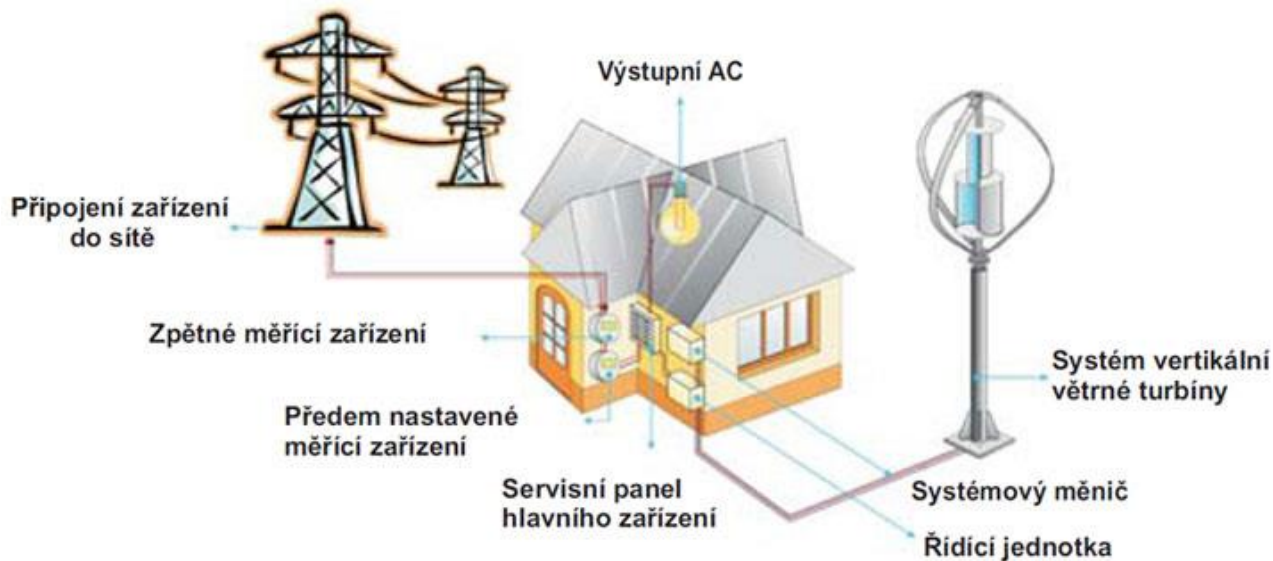 Výstupní AC
Připojení zařízení
do sítě
Zpětné měřící zařízení
Systém vertikální
větrné turbíny
Předem nastavené
měřící zařízení
Servisní panel
hlavního zařízení
Systémový měnič
Řídící jednotka